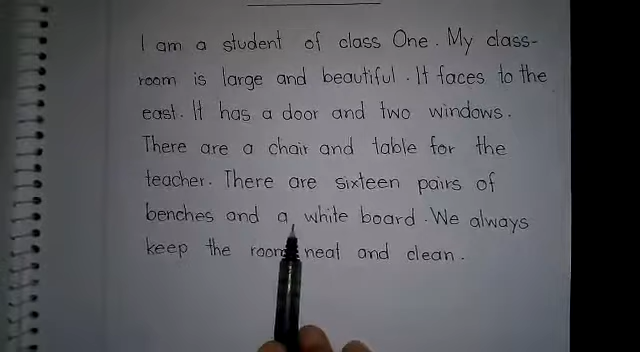 I am a student of class One. My class-
room is large and beautiful. It faces to the
east. It has a door and two windows.
There are a chair and table for the
teacher. There are sixteen pairs of
benches and a white board. We always
keep the room neat and clean.